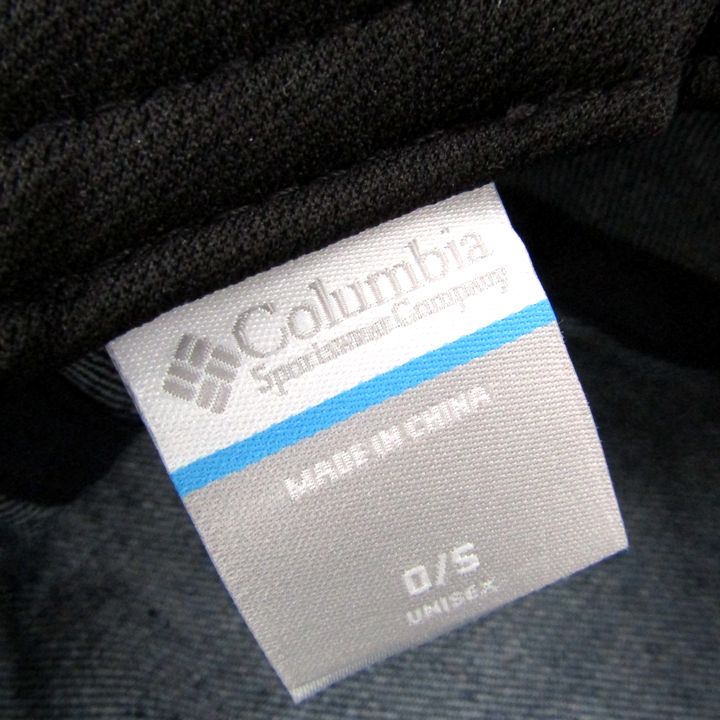 Columbia
Sportswear Company
MADE IN CHINA
O/S
UNISEX